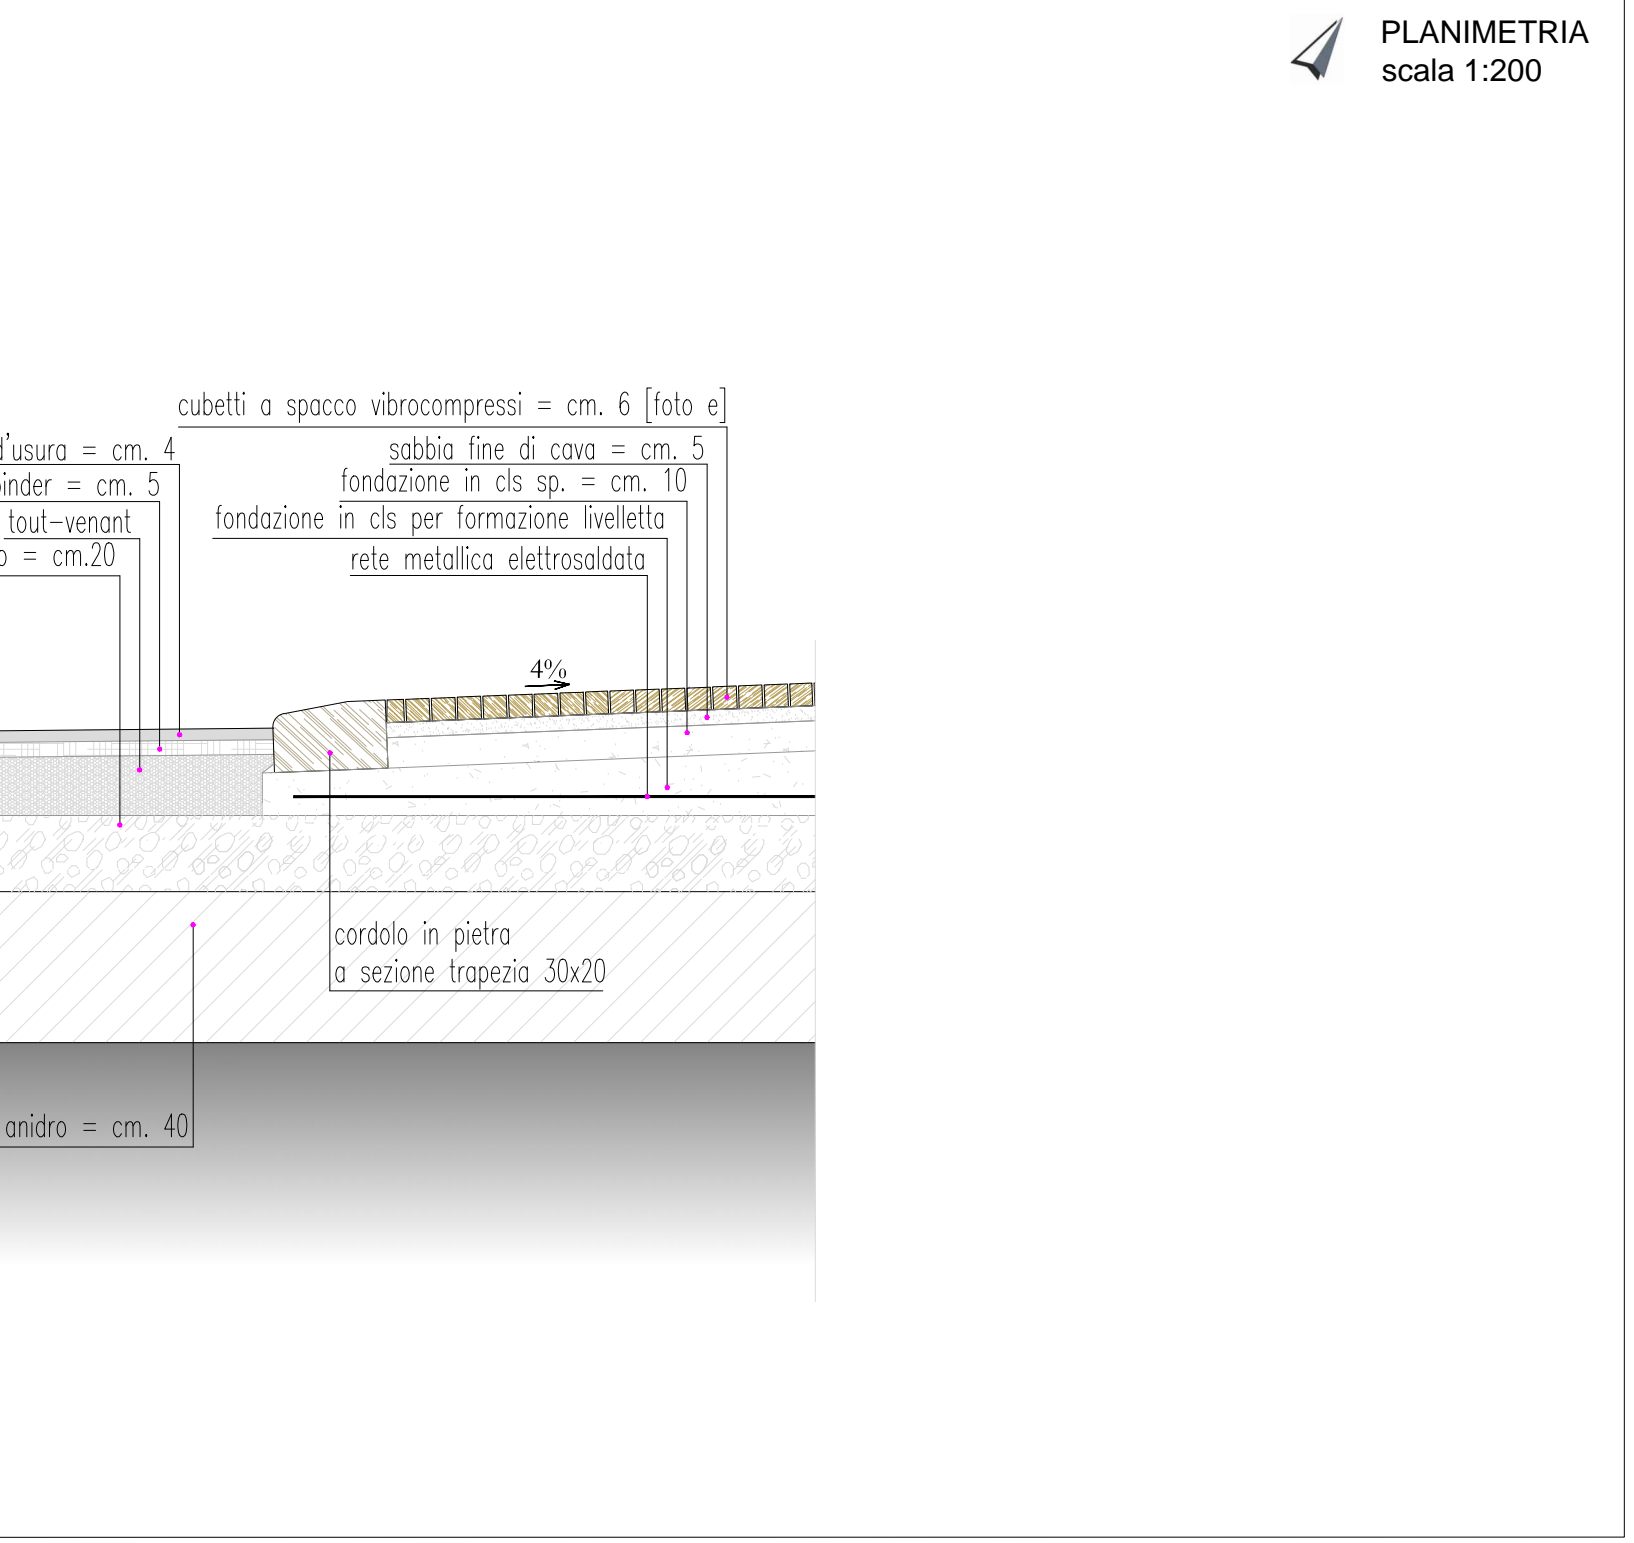 PLANIMETRIA
scala 1:200
cubetti a spacco vibrocompressi = cm. 6 [foto e]
d'usura = cm. 4
sabbia fine di cava = cm. 5
binder = cm. 5
fondazione in cls sp. = cm. 10
tout-venant
fondazione in cls per formazione livelletta
o = cm.20
rete metallica elettrosaldata
4%
cordolo in pietra
a sezione trapezia 30x20
anidro = cm. 40